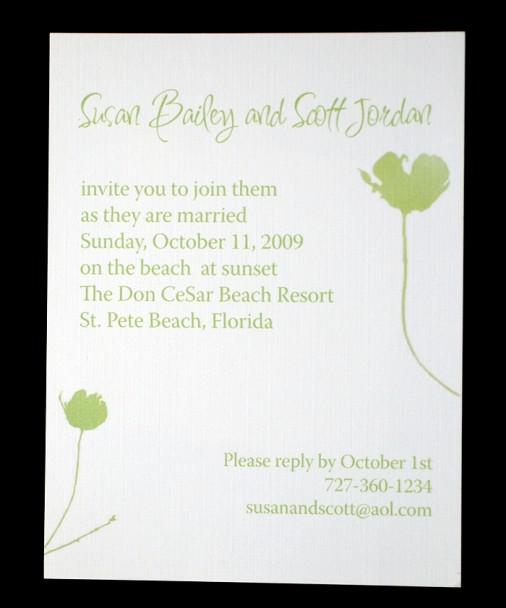 Susan Bailey and Scott Jordan
invite you to join them
as they are married
Sunday, October 11, 2009
on the beach at sunset
The Don CeSar Beach Resort
St. Pete Beach, Florida
Please reply by October 1st
727-360-1234
susanandscott@aol.com